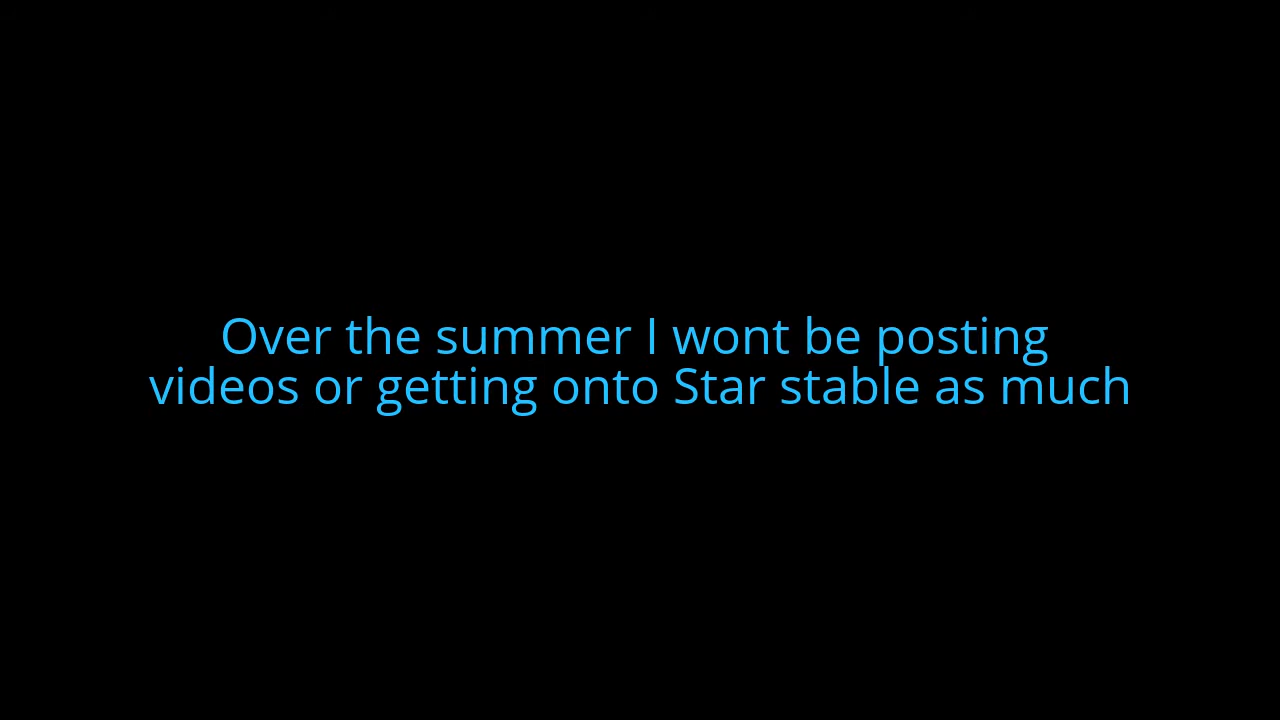 Over the summer I wont be posting
videos or getting onto Star stable as much